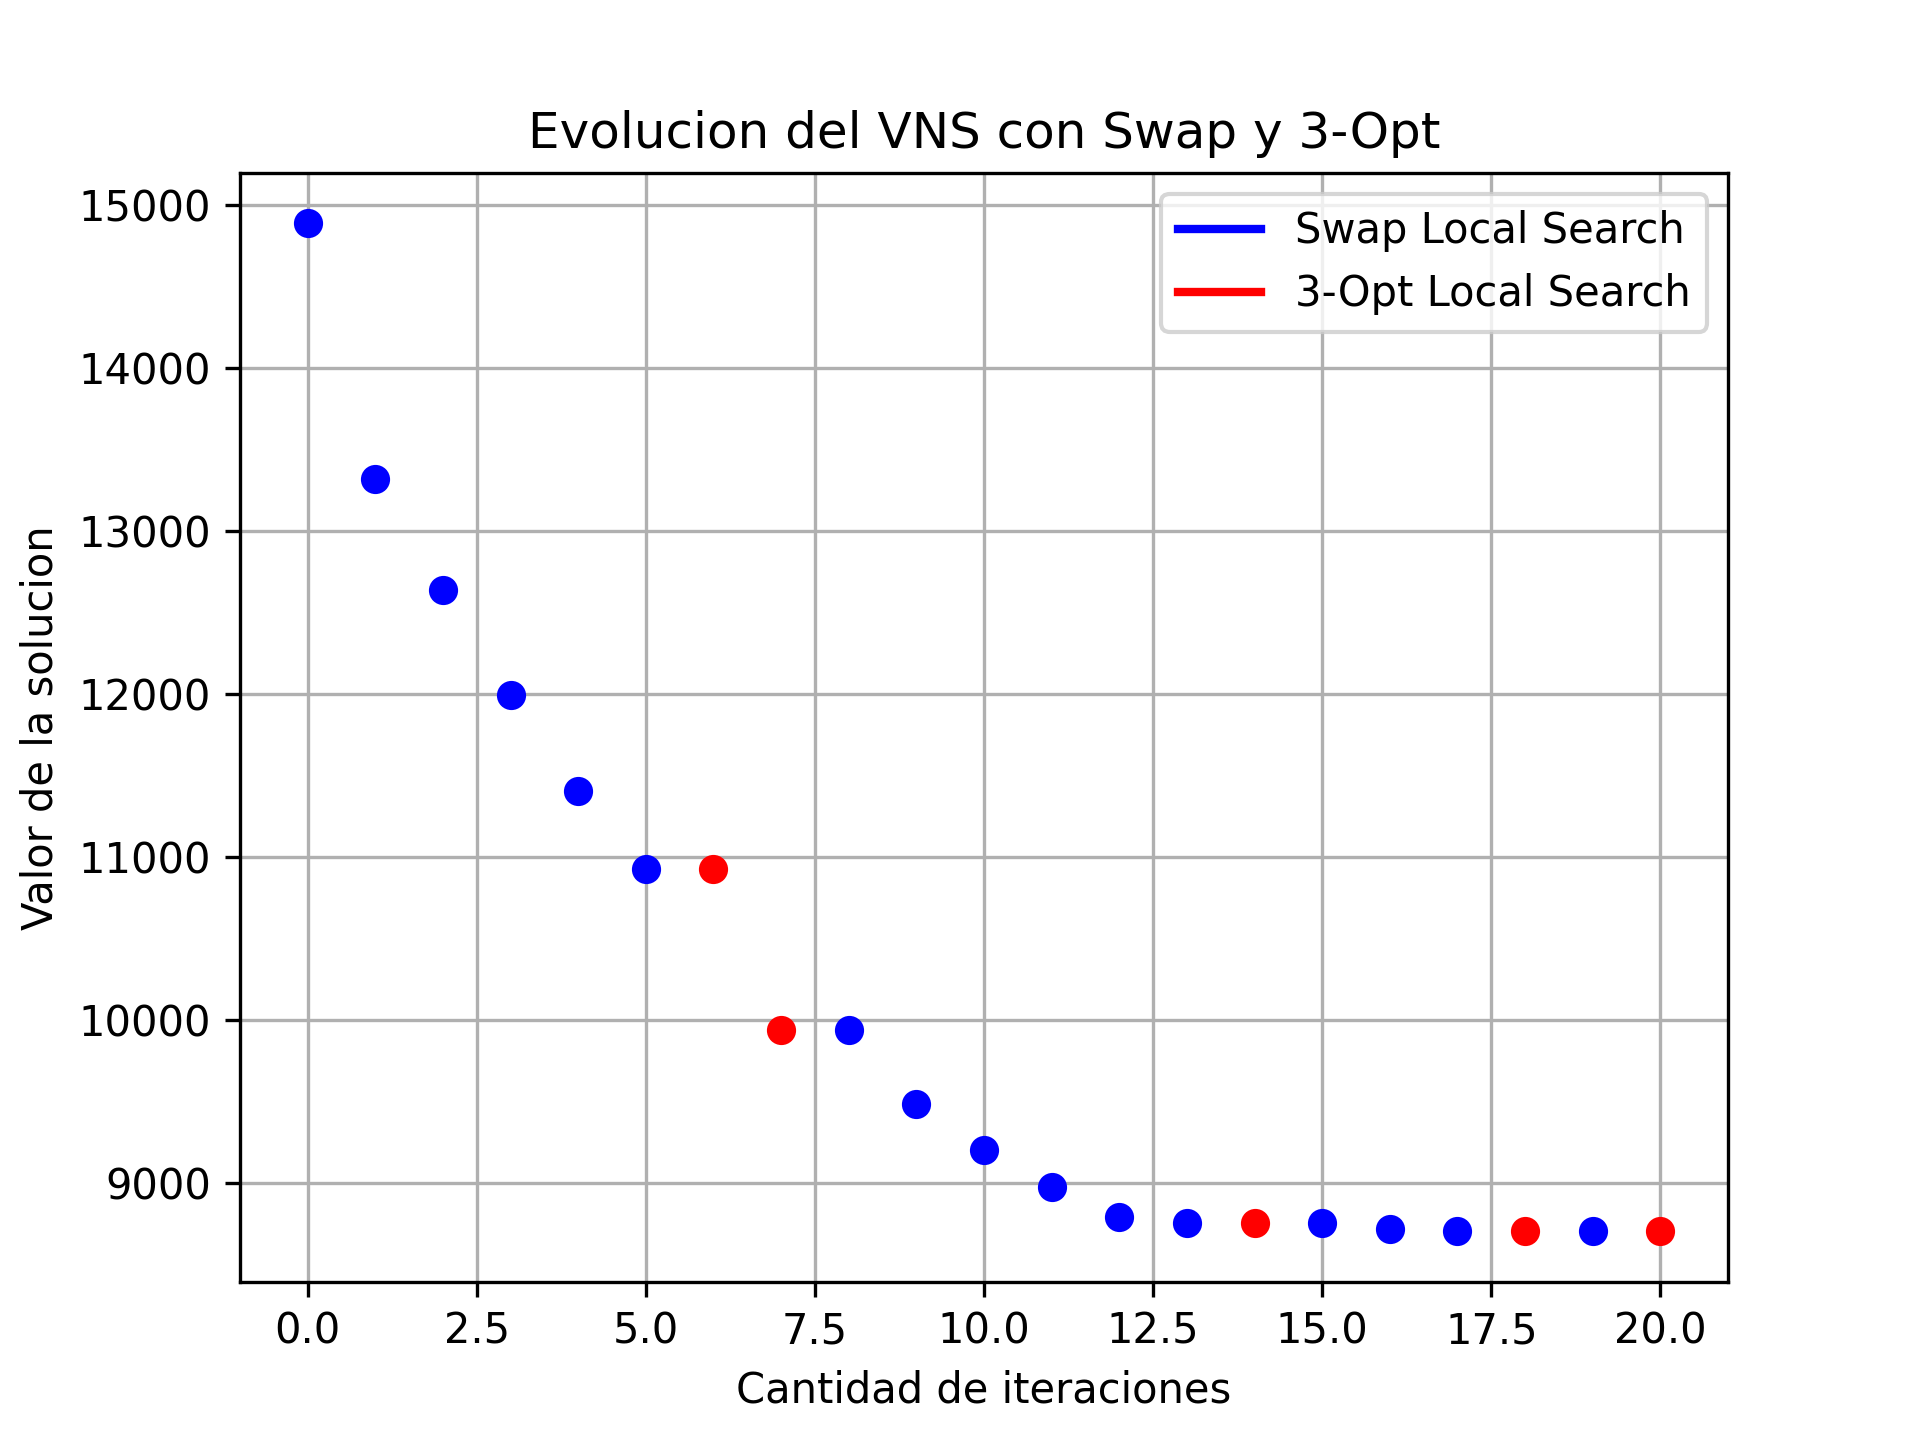 Evolucion del VNS con Swap y 3-Opt
Swap Local Search
3-Opt Local Search
Valor de la solucion
15000
14000
13000
12000
11000
10000
9000
0.0 2.5 5.0 7.5 10.0 12.5 15.0 17.5 20.0
Cantidad de iteraciones